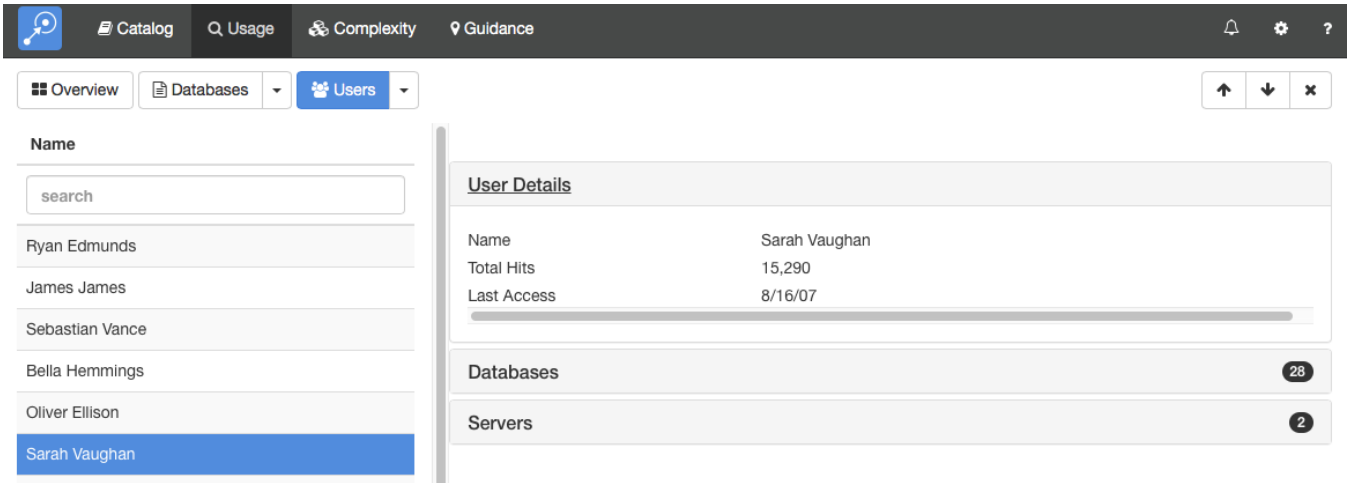 Catalog Usage Complexity Guidance ?
Overview Databases Users
Name
search
Ryan Edmunds
James James
Sebastian Vance
Bella Hemmings
Oliver Ellison
Sarah Vaughan
User Details
Name Sarah Vaughan
Total Hits 15,290
Last Access 8/16/07
Databases 28
Servers 2